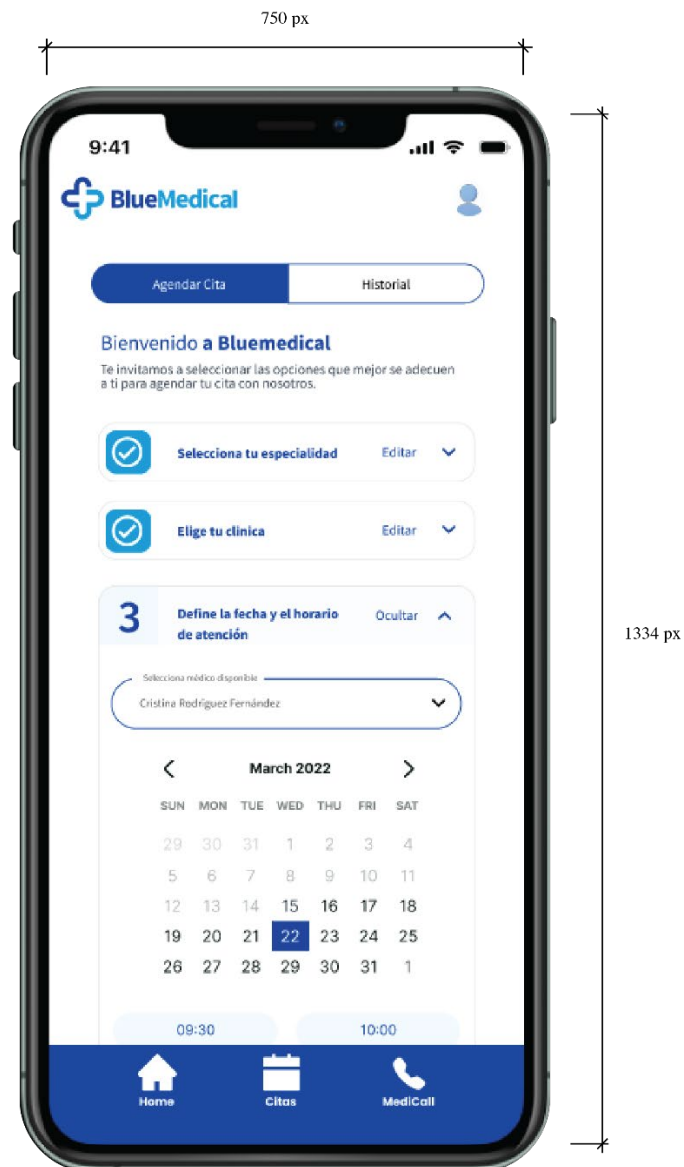 750 px
9:41
BlueMedical
Agendar Cita Historial
Bienvenido a Bluemedical
Te invitamos a seleccionar las opciones que mejor se adecuen
a ti para agendar tu cita con nosotros.
Selecciona tu especialidad Editar
Elige tu clinica Editar
3 Define la fecha y el horario Ocultar
de atención
1334 px
Selecciona médico disponible
Cristina Rodríguez Fernández
March 2022
SUN MON TUE WED THU FRI SAT
29 30 31 1 2 3 4
5 6 7 8 9 10 11
12 13 14 15 16 17 18
19 20 21 22 23 24 25
26 27 28 29 30 31 1
09:30 10:00
Home Citas MediCall